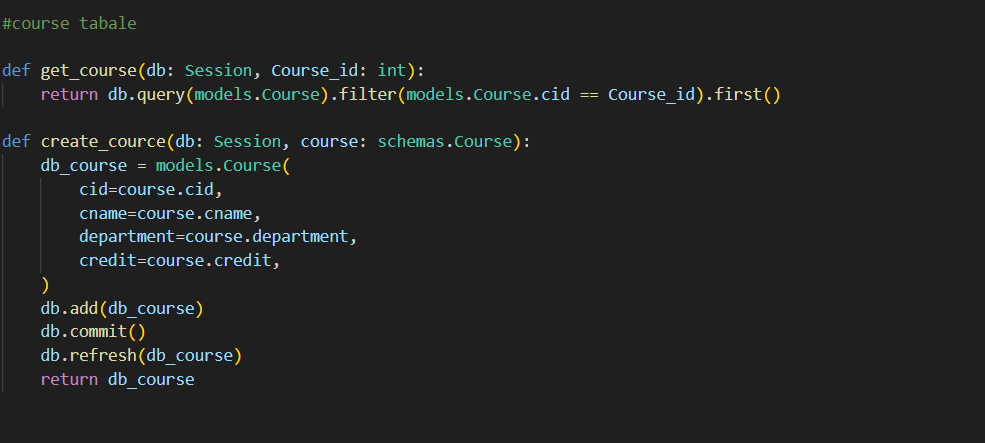 #course tabale
def get_course(db: Session, Course_id: int):
    return db.query(models.Course).filter(models.Course.cid == Course_id).first()
def create_cource(db: Session, course: schemas.Course):
    db_course = models.Course(
        cid=course.cid,
        cname=course.cname,
        department=course.department,
        credit=course.credit,
    )
    db.add(db_course)
    db.commit()
    db.refresh(db_course)
    return db_course